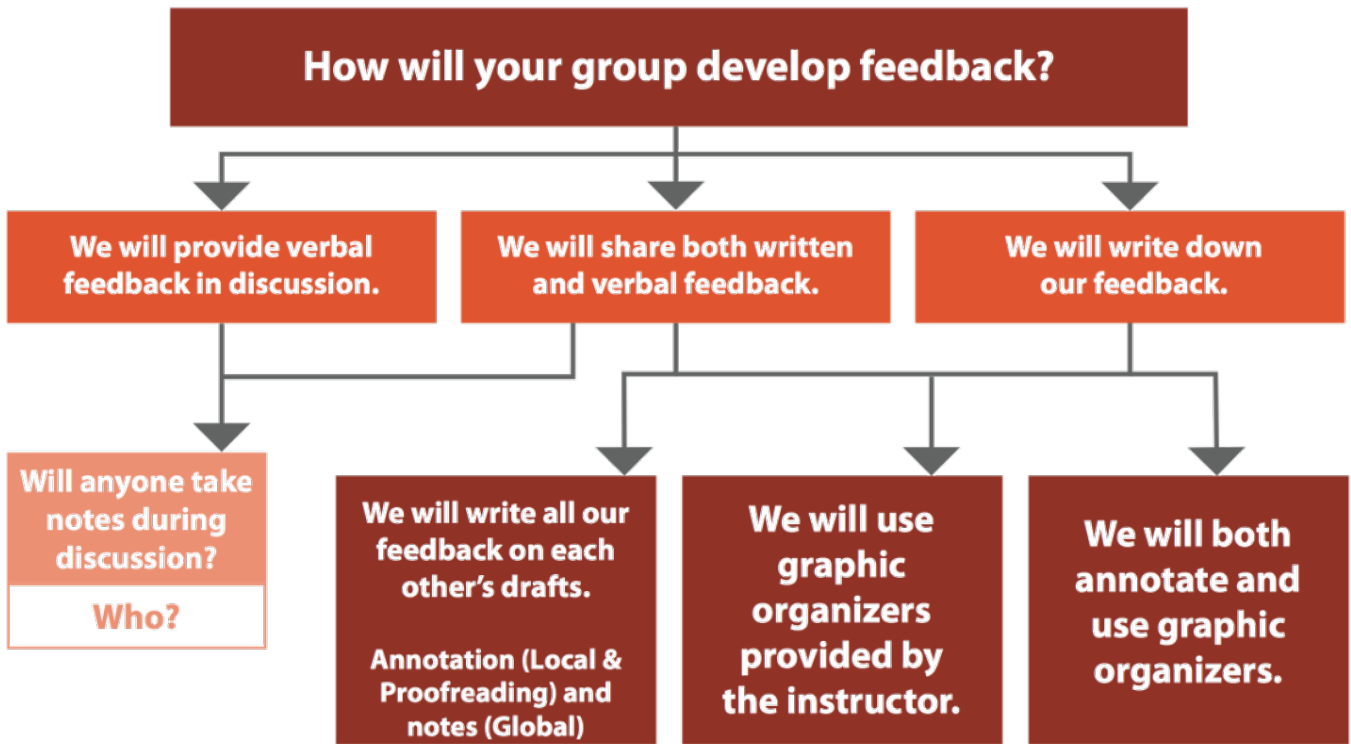 How will your group develop feedback?
We will provide verbal
feedback in discussion.
We will share both written
and verbal feedback.
We will write down
our feedback.
Will anyone take
notes during
discussion?
Who?
We will write all our
feedback on each
other's drafts.
Annotation (Local &
Proofreading) and
notes (Global)
We will use
graphic
organizers
provided by
the instructor.
We will both
annotate and
use graphic
organizers.